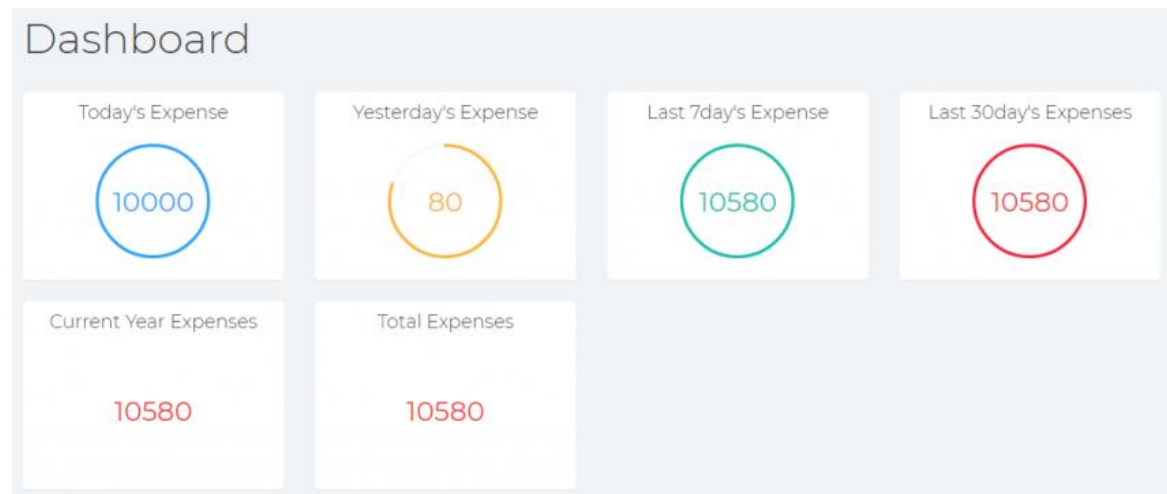 Dashboard
Today's Expense
10000
Yesterday's Expense
80
Last 7day's Expense
10580
Last 30day's Expenses
10580
Current Year Expenses
10580
Total Expenses
10580